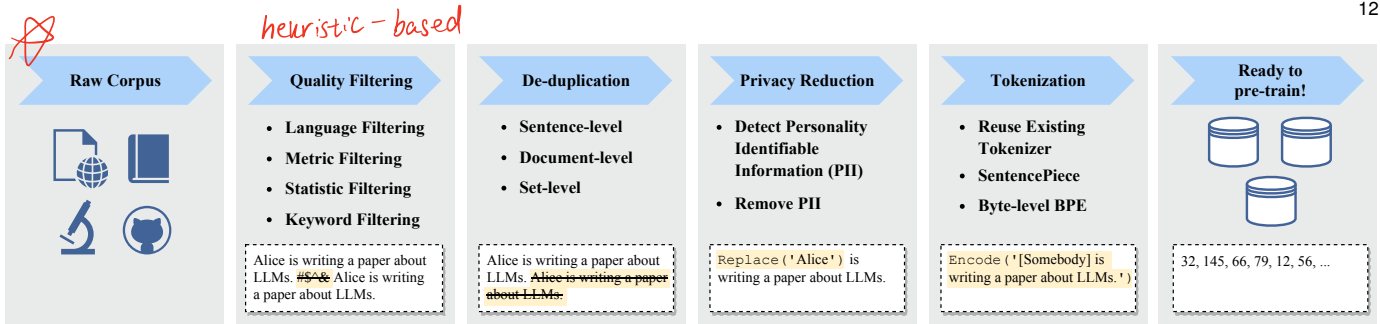 12
heuristic-based
Raw Corpus
Quality Filtering
• Language Filtering
• Metric Filtering
• Statistic Filtering
• Keyword Filtering
Alice is writing a paper about
LLMs. #$^& Alice is writing
a paper about LLMs.
De-duplication
• Sentence-level
• Document-level
• Set-level
Alice is writing a paper about
LLMs. Alice is writing a paper
about LLMs.
Privacy Reduction
• Detect Personality
Identifiable
Information (PII)
• Remove PII
Replace('Alice') is
writing a paper about LLMs.
Tokenization
• Reuse Existing
Tokenizer
• SentencePiece
• Byte-level BPE
Encode('[Somebody] is
writing a paper about LLMs.')
Ready to
pre-train!
32, 145, 66, 79, 12, 56, ...